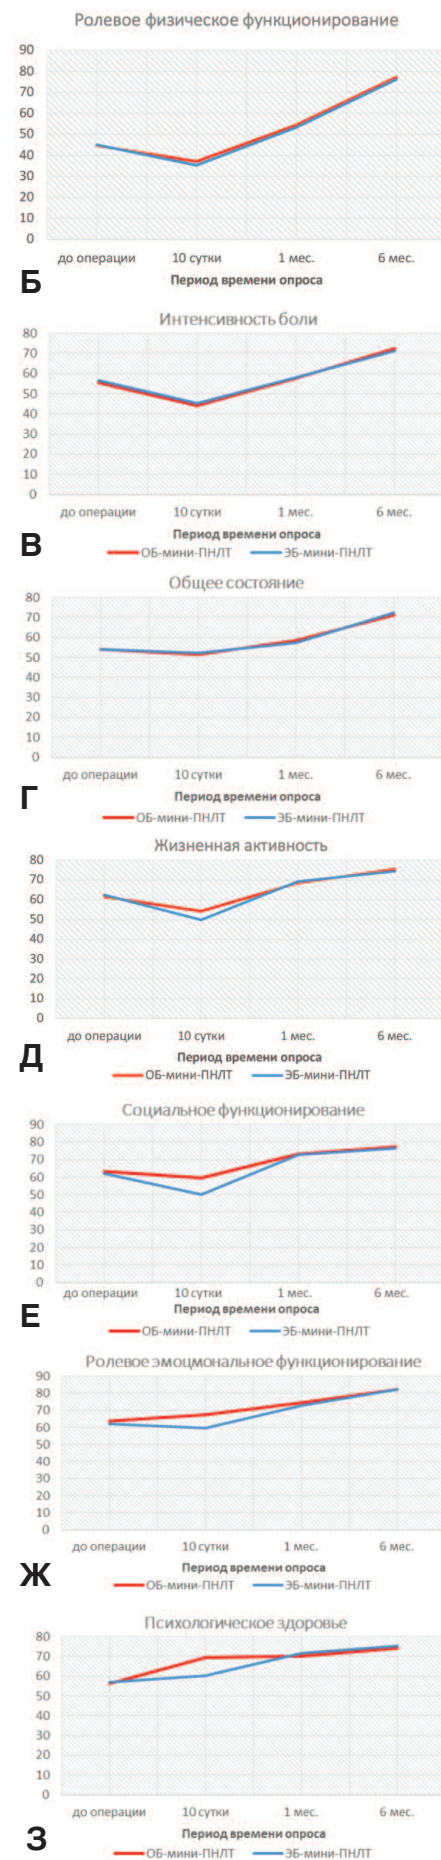 Ролевое физическое функционирование
90
80
70
60
50
40
30
20
10
0
до операции 10 сутки 1 мес. 6 мес.
Период времени опроса
Б
Интенсивность боли
80
70
60
50
40
30
20
10
0
до операции 10 сутки 1 мес. 6 мес.
Период времени опроса
ОБ-мини-ПНЛТ ЭБ-мини-ПНЛТ
В
Общее состояние
80
70
60
50
40
30
20
10
0
до операции 10 сутки 1 мес. 6 мес.
Период времени опроса
ОБ-мини-ПНЛТ ЭБ-мини-ПНЛТ
Г
Жизненная активность
80
70
60
50
40
30
20
10
0
до операции 10 сутки 1 мес. 6 мес.
Период времени опроса
ОБ-мини-ПНЛТ ЭБ-мини-ПНЛТ
Д
Социальное функционирование
90
80
70
60
50
40
30
20
10
0
до операции 10 сутки 1 мес. 6 мес.
Период времени опроса
ОБ-мини-ПНЛТ ЭБ-мини-ПНЛТ
Е
Ролевое эмоцмональное функционирование
90
80
70
60
50
40
30
20
10
0
до операции 10 сутки 1 мес. 6 мес.
Период времени опроса
ОБ-мини-ПНЛТ ЭБ-мини-ПНЛТ
Ж
Психологическое здоровье
80
70
60
50
40
30
20
10
0
до операции 10 сутки 1 мес. 6 мес.
Период времени опроса
ОБ-мини-ПНЛТ ЭБ-мини-ПНЛТ
З